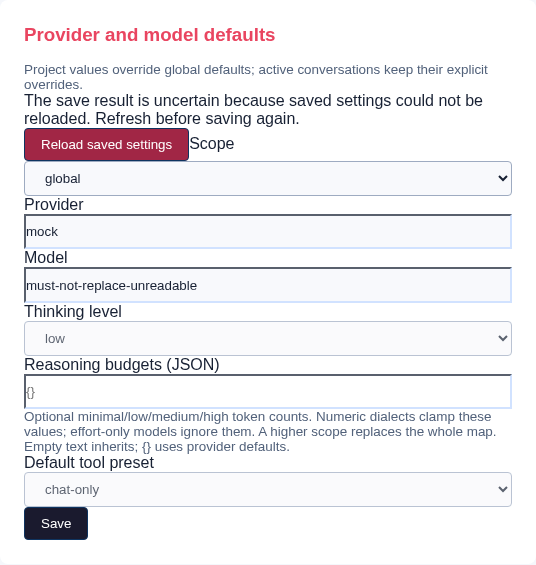 Provider and model defaults
Project values override global defaults; active conversations keep their explicit
overrides.
The save result is uncertain because saved settings could not be
reloaded. Refresh before saving again.
Reload saved settings Scope
global
Provider
mock
Model
must-not-replace-unreadable
Thinking level
low
Reasoning budgets (JSON)
{}
Optional minimal/low/medium/high token counts. Numeric dialects clamp these
values; effort-only models ignore them. A higher scope replaces the whole map.
Empty text inherits; {} uses provider defaults.
Default tool preset
chat-only
Save